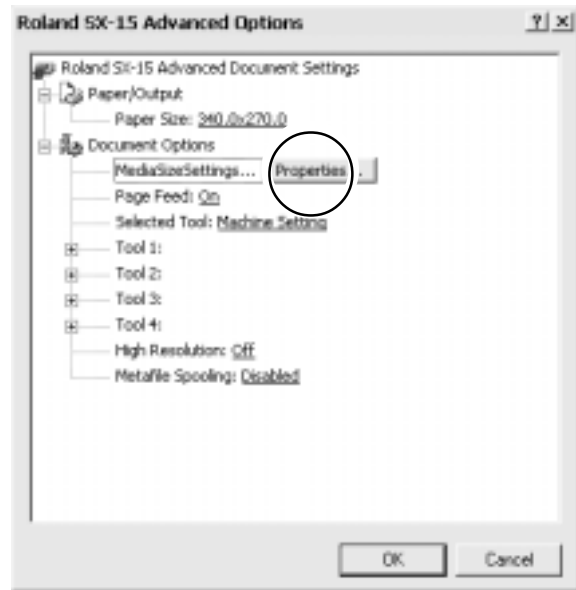 Roland SX-15 Advanced Options ? ×
Roland SX-15 Advanced Document Settings
Paper/Output
Paper Size: 340.0x270.0
Document Options
MediaSizeSettings... Properties .
Page Feed: On
Selected Tool: Machine Setting
Tool 1:
Tool 2:
Tool 3:
Tool 4:
High Resolution: Off
Metafile Spooling: Disabled
OK Cancel